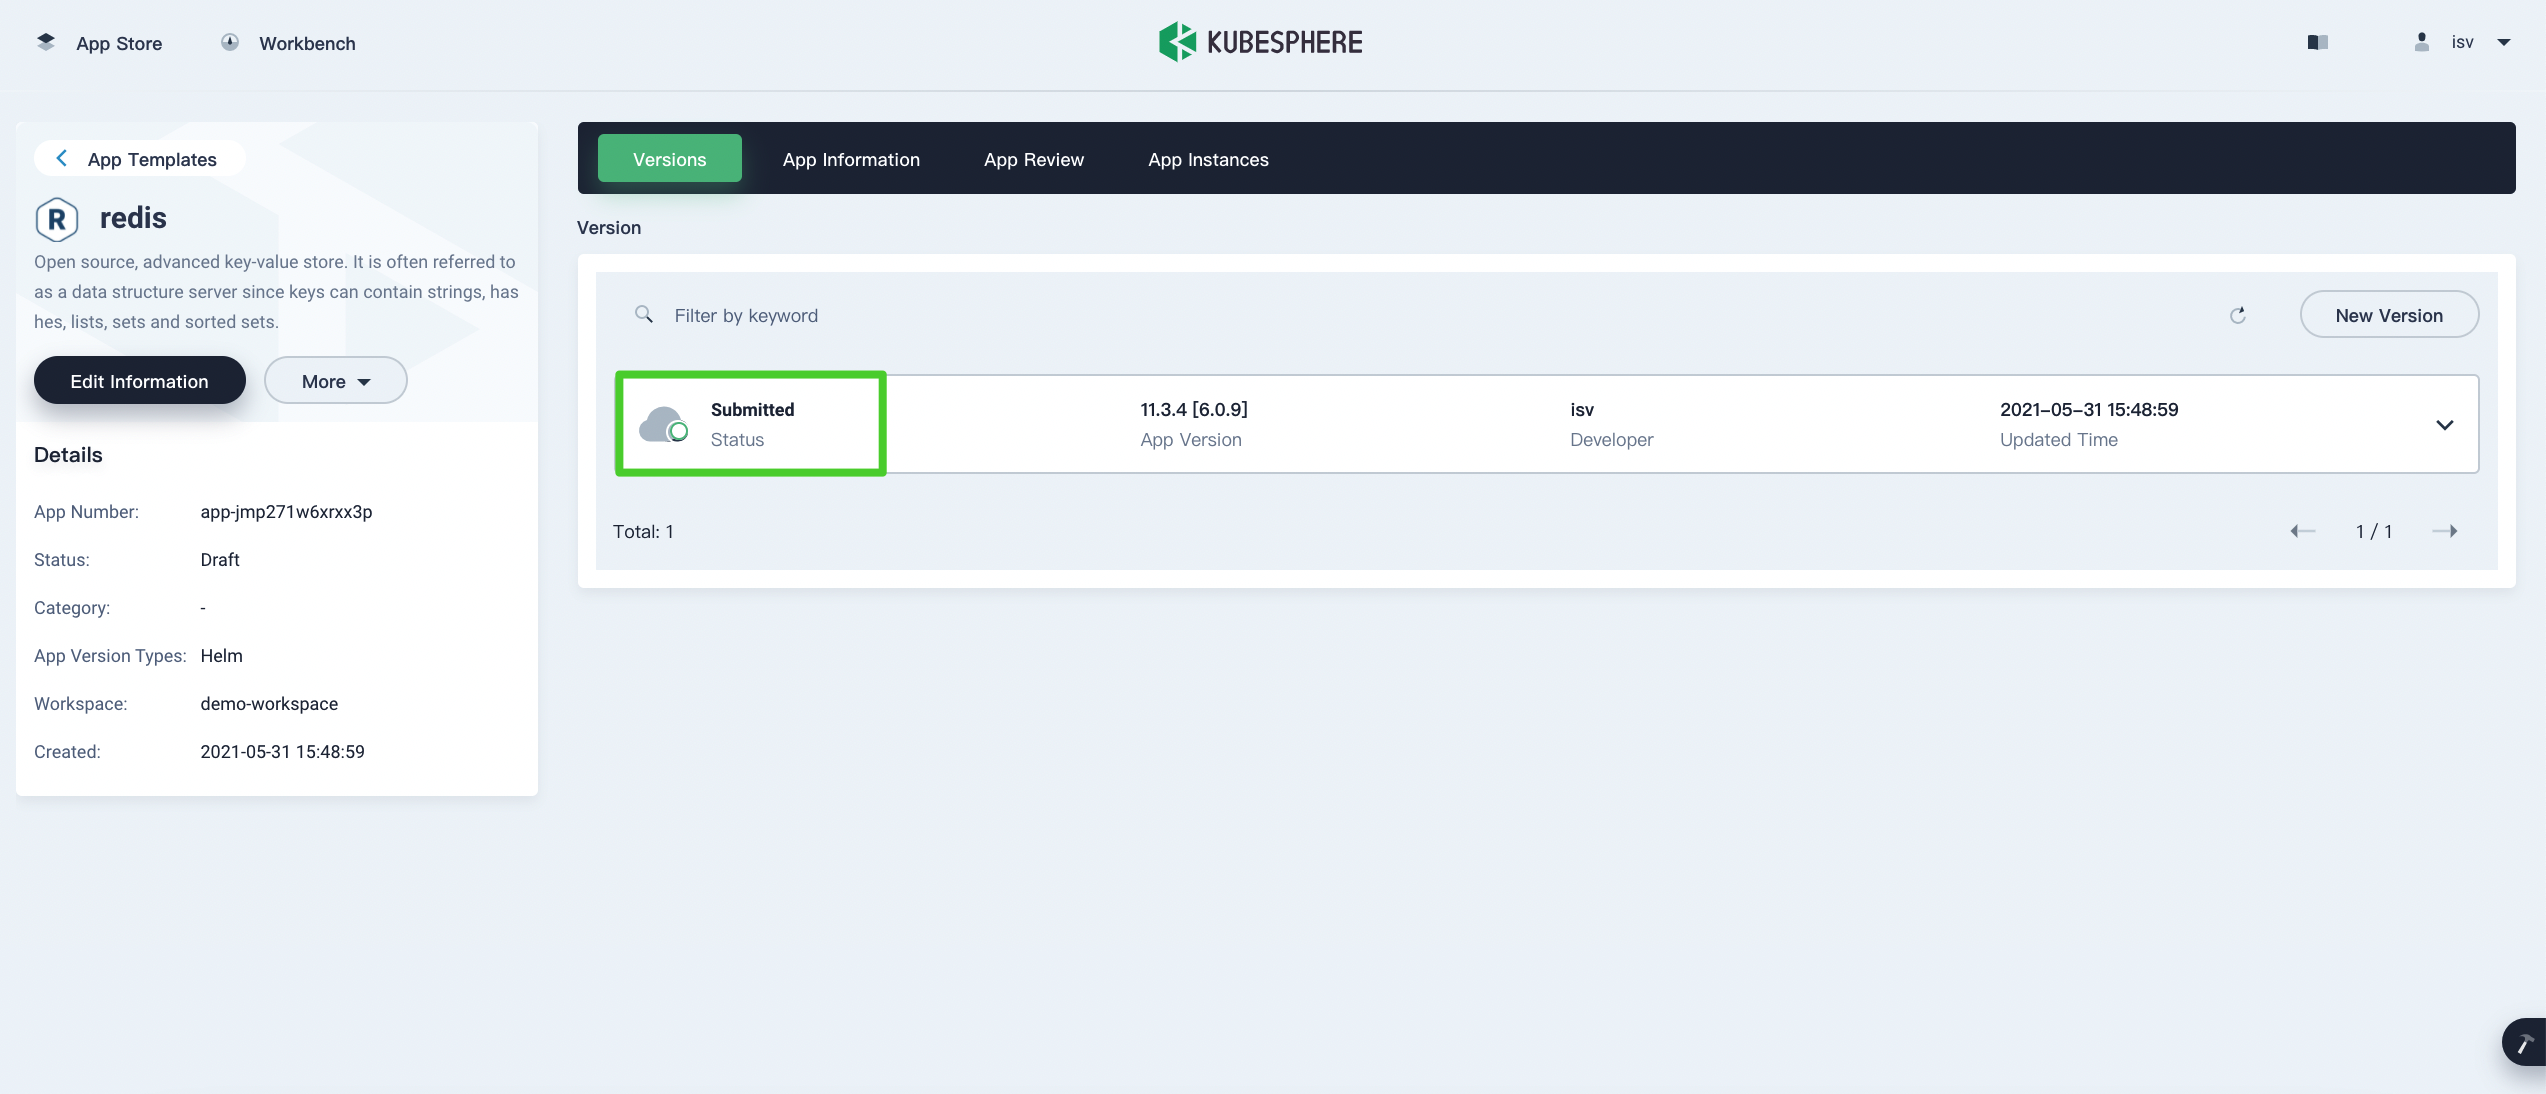 App Store
Workbench
KUBESPHERE
isv
App Templates
R
redis
Open source, advanced key-value store. It is often referred to
as a data structure server since keys can contain strings, has
hes, lists, sets and sorted sets.
Edit Information
More
Details
App Number: app-jmp271w6xrxx3p
Status: Draft
Category: -
App Version Types: Helm
Workspace: demo-workspace
Created: 2021-05-31 15:48:59
Versions
App Information
App Review
App Instances
Version
Filter by keyword
New Version
Submitted
Status
11.3.4 [6.0.9]
App Version
isv
Developer
2021-05-31 15:48:59
Updated Time
Total: 1
1 / 1